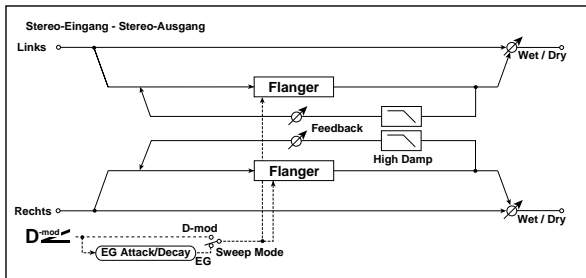 Stereo-Eingang - Stereo-Ausgang
Links
Wet / Dry
Flanger
Feedback
High Damp
Flanger
Rechts
Wet / Dry
D-mod
D-mod
EG Attack/Decay
EG
Sweep Mode